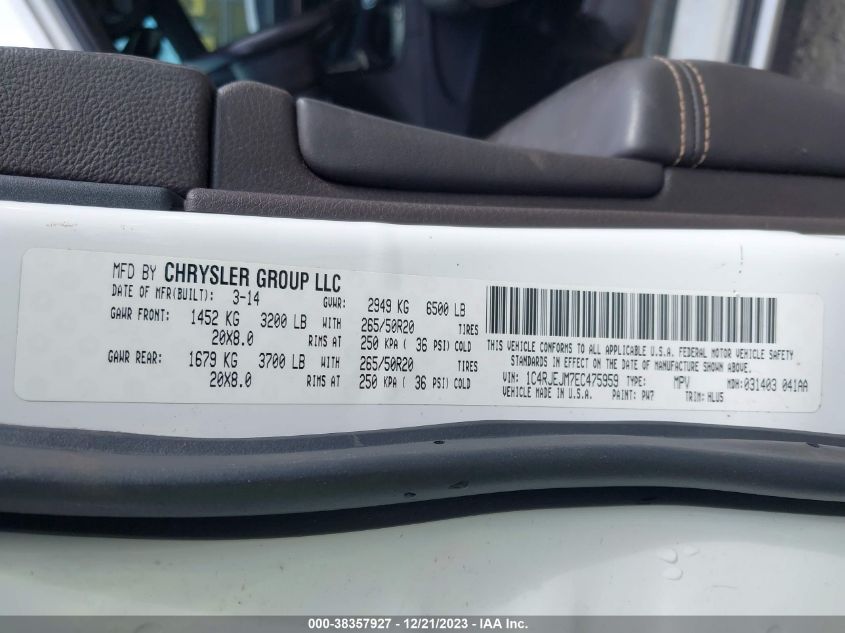 MFD BY CHRYSLER GROUP LLC
DATE OF MFR(BUILT): 3-14 GVWR: 2949 KG 6500 LB
GAWR FRONT: 1452 KG 3200 LB WITH 265/50R20 TIRES
20X8.0 RIMS AT 250 KPA ( 36 PSI) COLD
GAWR REAR: 1679 KG 3700 LB WITH 265/50R20 TIRES
20X8.0 RIMS AT 250 KPA ( 36 PSI) COLD
THIS VEHICLE CONFORMS TO ALL APPLICABLE U.S.A. FEDERAL MOTOR VEHICLE SAFETY
STANDARDS IN EFFECT ON THE DATE OF MANUFACTURE SHOWN ABOVE.
VIN: 1C4RJEJM7EC475959 TYPE: MPV MDH: 031403 041AA
VEHICLE MADE IN U.S.A. PAINT: PW7 TRIM: HLU5
000-38357927 - 12/21/2023 - IAA Inc.